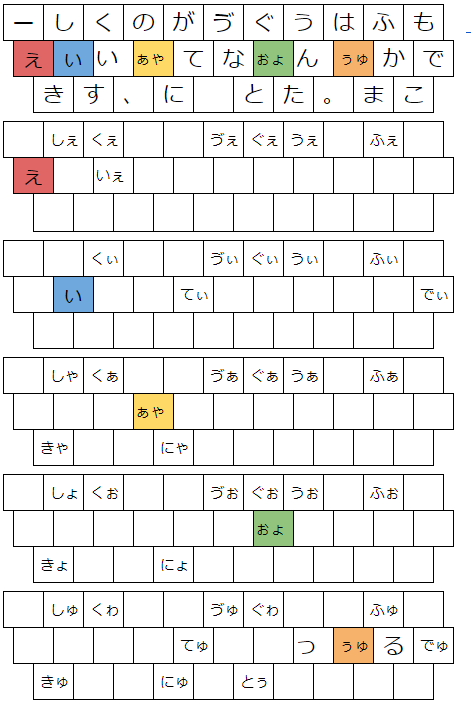 ーしくのがゔぐうはふも
ぇぃいぁゃてなぉょんぅゅかで
きす、に とた。まこ
しぇ くぇ ゔぇ ぐぇ うぇ ふぇ
ぇ いぇ
くぃ ゔぃ ぐぃ うぃ ふぃ
ぃ てぃ でぃ
しゃ くぁ ゔぁ ぐぁ うぁ ふぁ
ぁゃ
きゃ にゃ
しょ くぉ ゔぉ ぐぉ うぉ ふぉ
ぉょ
きょ にょ
しゅ くゎ ゔゅ ぐゎ ふゅ
てゅ つ ぅゅ る でゅ
きゅ にゅ とぅ